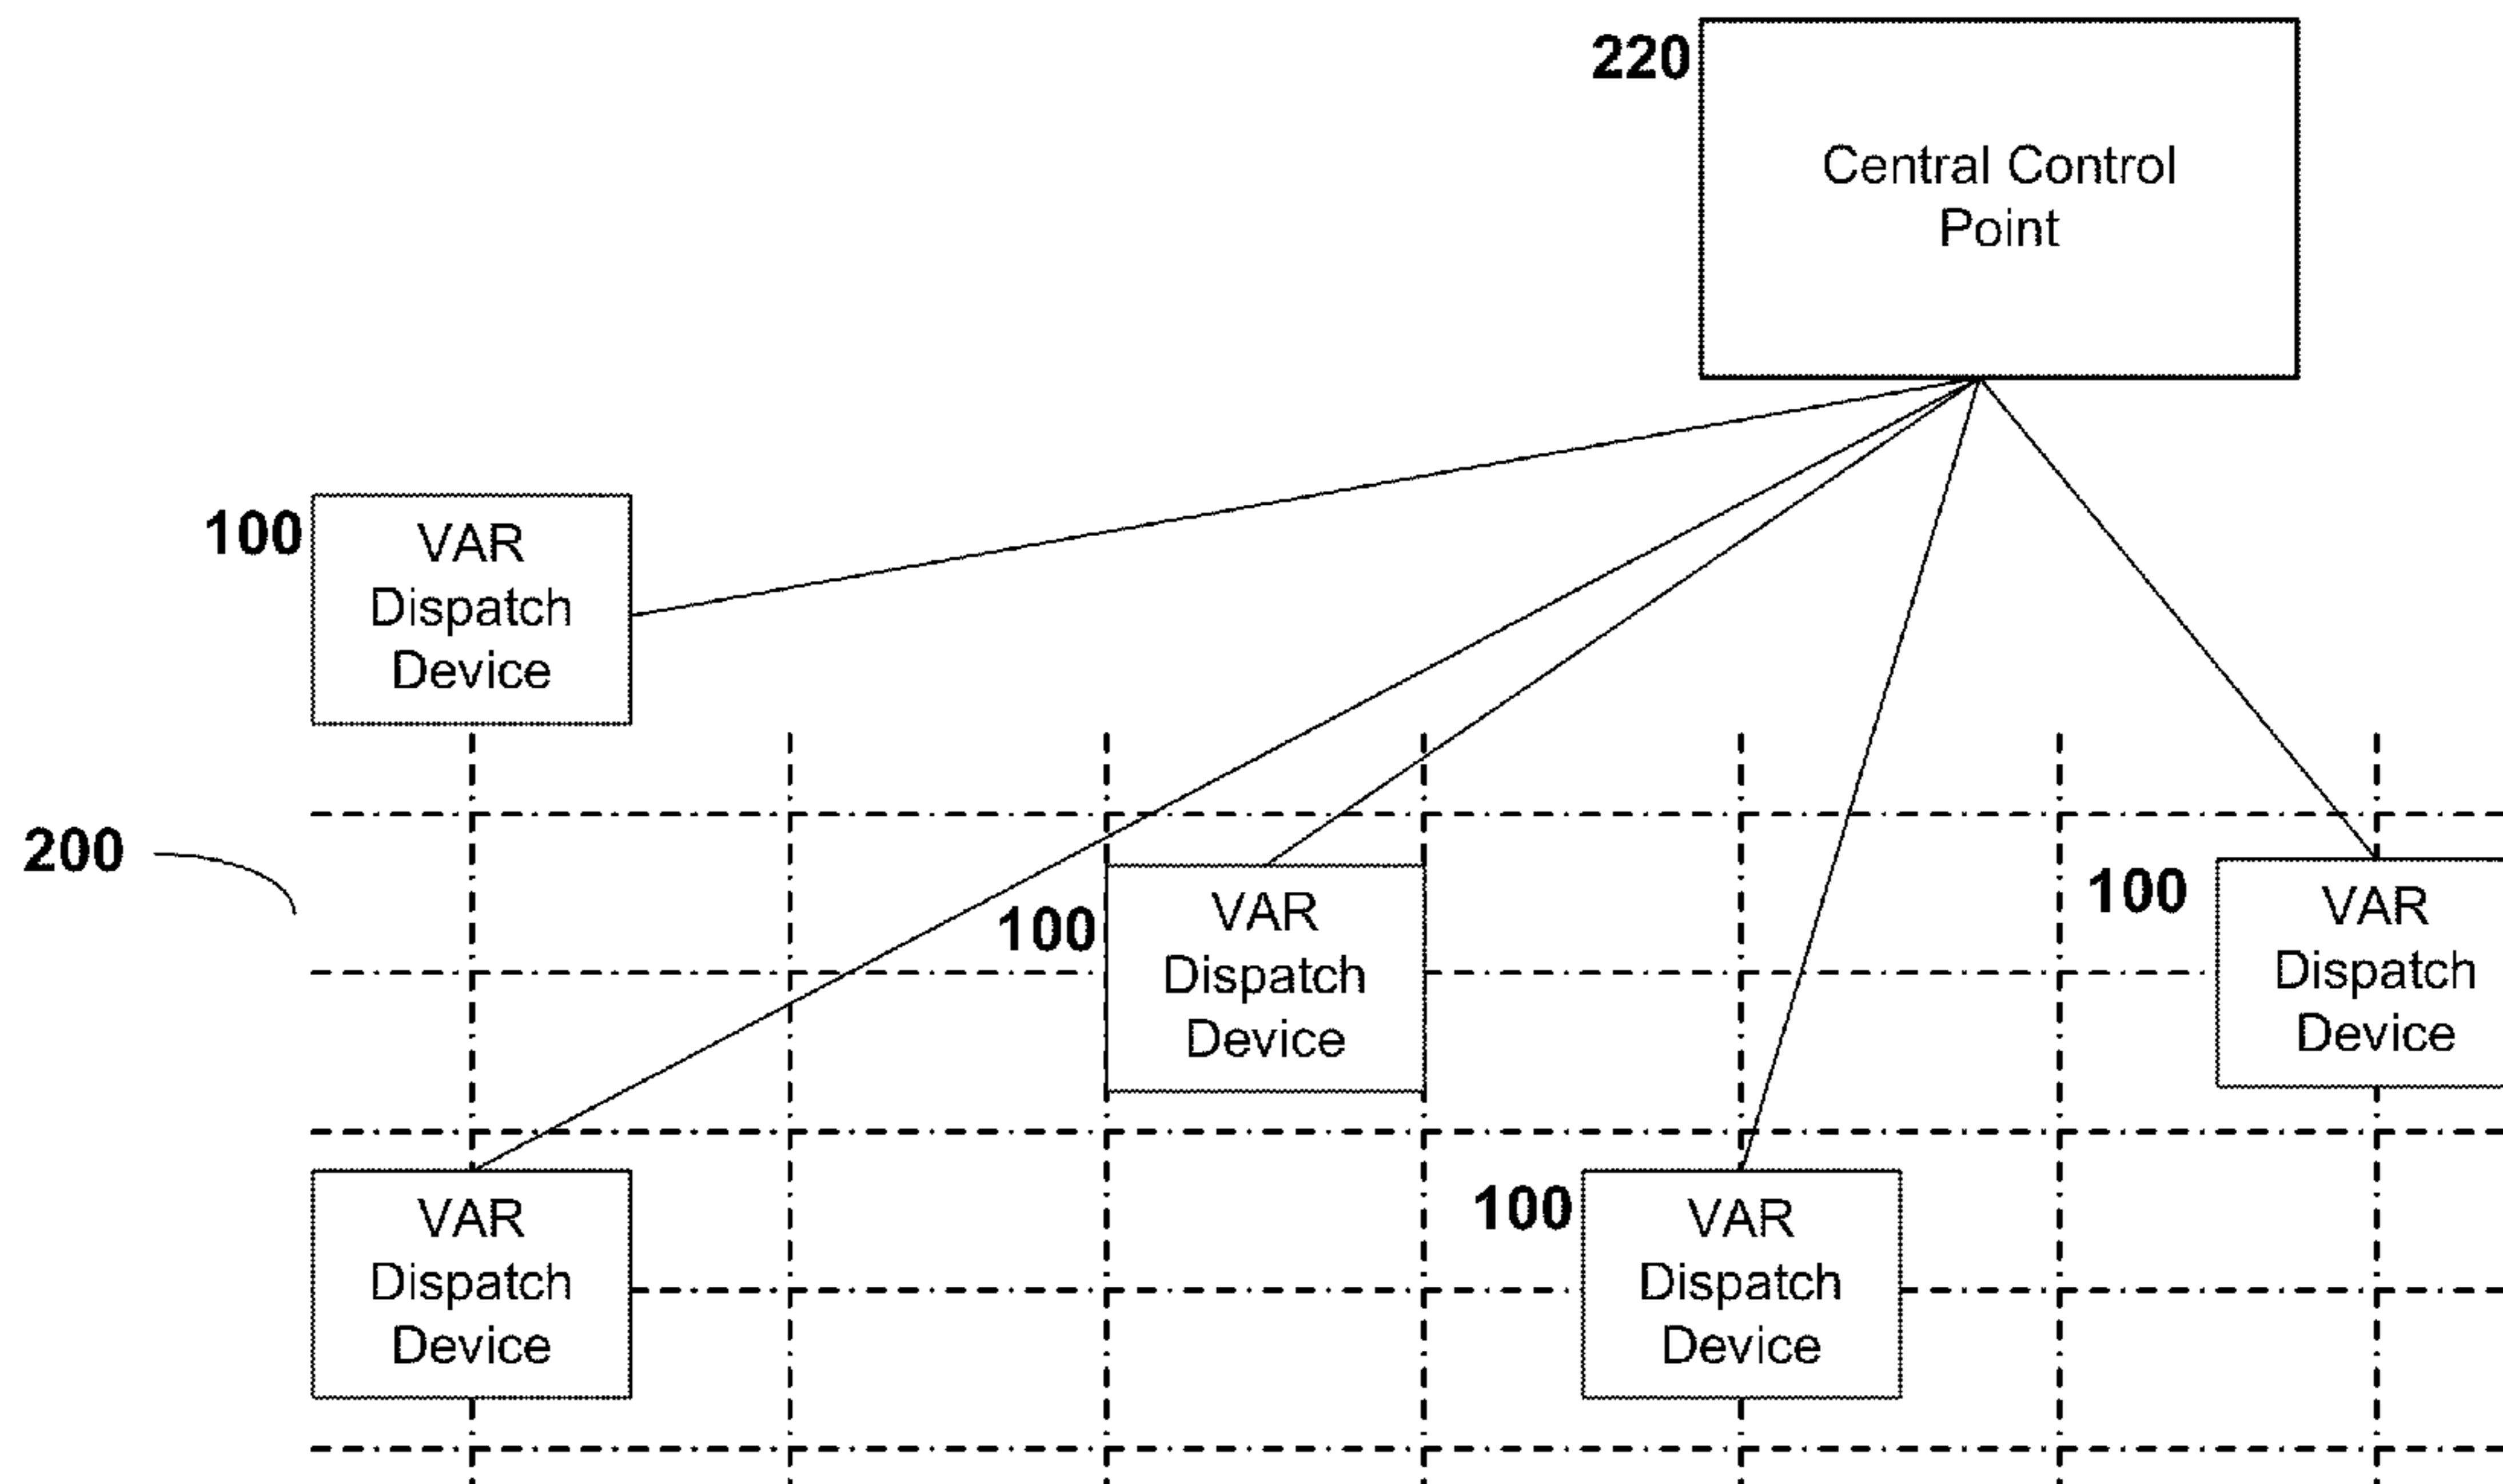 220
Central Control
Point
100
VAR
Dispatch
Device
200
100
VAR
Dispatch
Device
100
VAR
Dispatch
Device
VAR
Dispatch
Device
100
VAR
Dispatch
Device